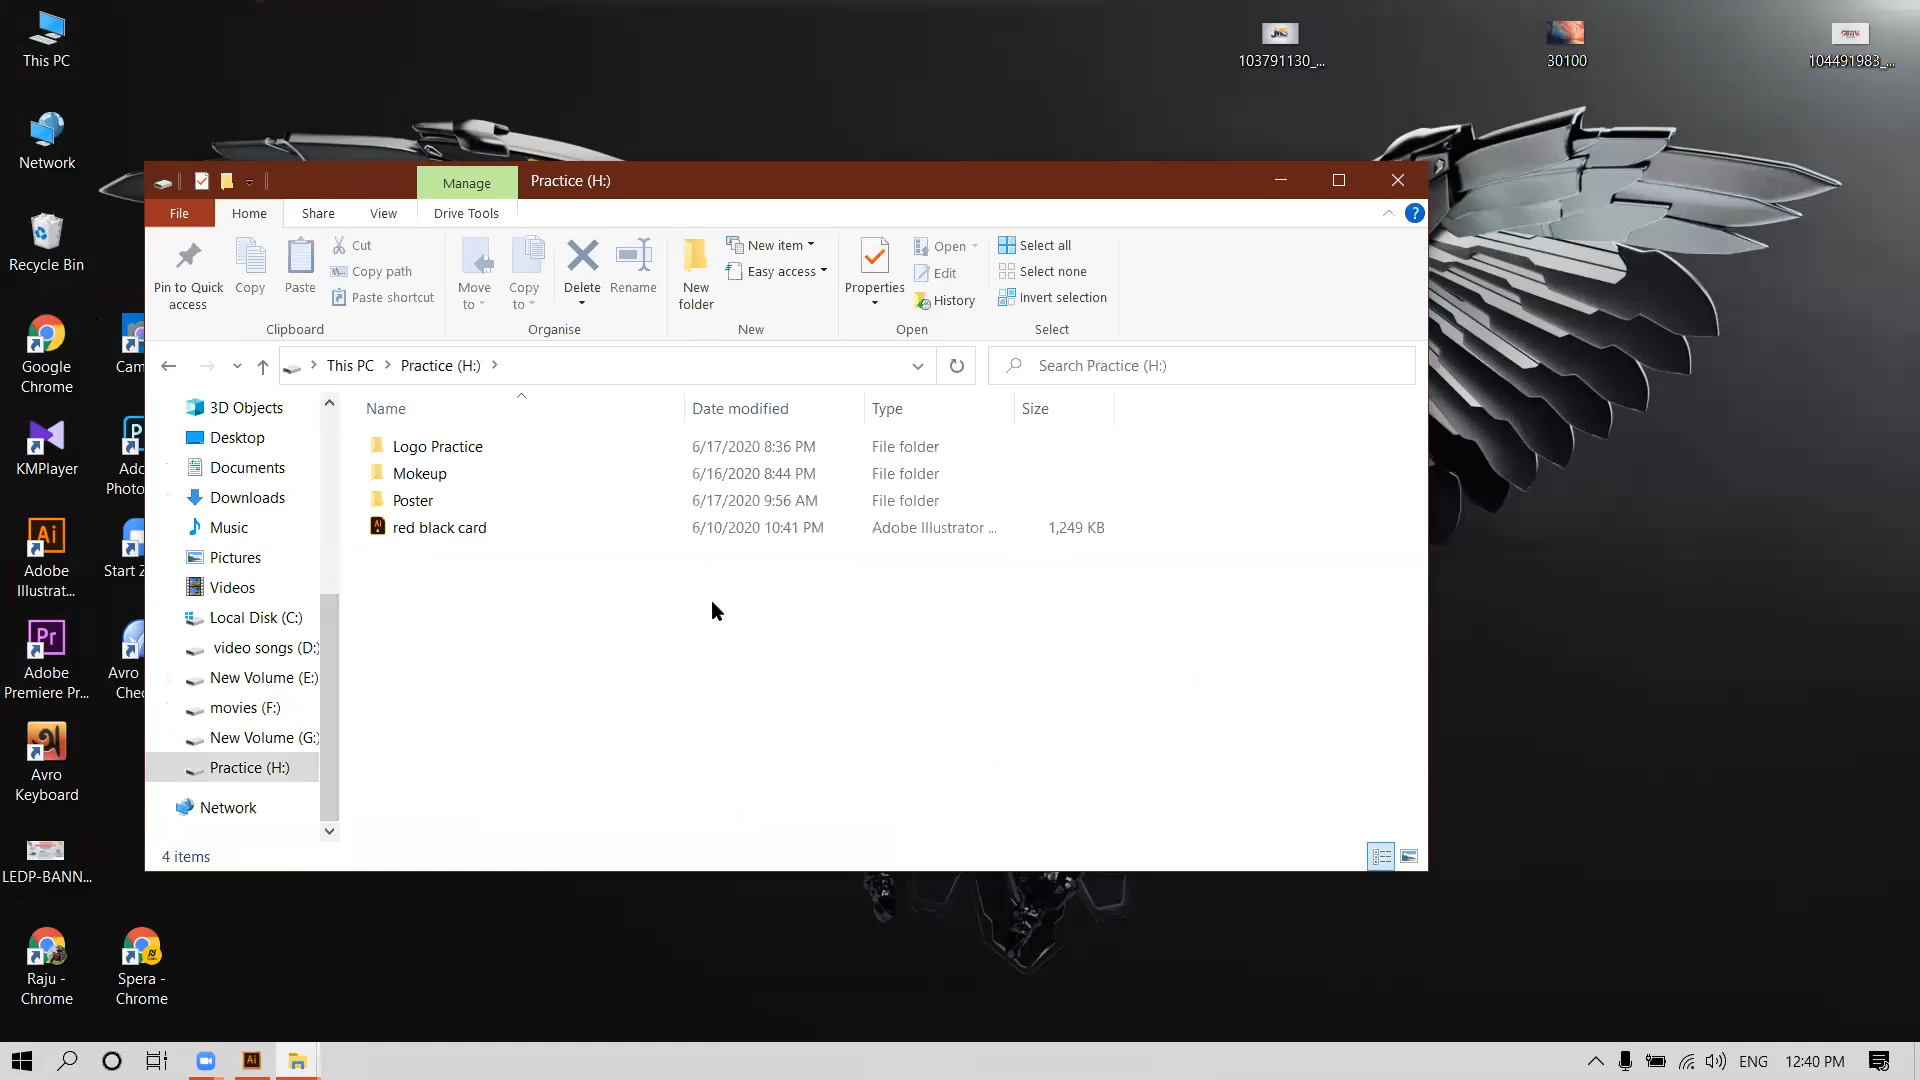 This PC
Network
Recycle Bin
Google
Chrome
KMPlayer
Adobe
Illustrat...
Adobe
Premiere Pr...
Avro
Keyboard
LEDP-BANN...
Raju -
Chrome
Spera -
Chrome
Cam
Ado
Photo
Start Z
Avro
Chec
103791130_...
30100
104491983_...
Manage
Practice (H:)
File
Home
Share
View
Drive Tools
Pin to Quick
access
Copy
Paste
Cut
Copy path
Paste shortcut
Clipboard
Move
to
Copy
to
Delete
Rename
Organise
New
folder
New item
Easy access
New
Properties
Open
Edit
History
Open
Select all
Select none
Invert selection
Select
This PC
Practice (H:)
Search Practice (H:)
3D Objects
Desktop
Documents
Downloads
Music
Pictures
Videos
Local Disk (C:)
video songs (D:)
New Volume (E:)
movies (F:)
New Volume (G:)
Practice (H:)
Network
Name Date modified Type Size
Logo Practice 6/17/2020 8:36 PM File folder
Mokeup 6/16/2020 8:44 PM File folder
Poster 6/17/2020 9:56 AM File folder
red black card 6/10/2020 10:41 PM Adobe Illustrator ... 1,249 KB
4 items
ENG
12:40 PM